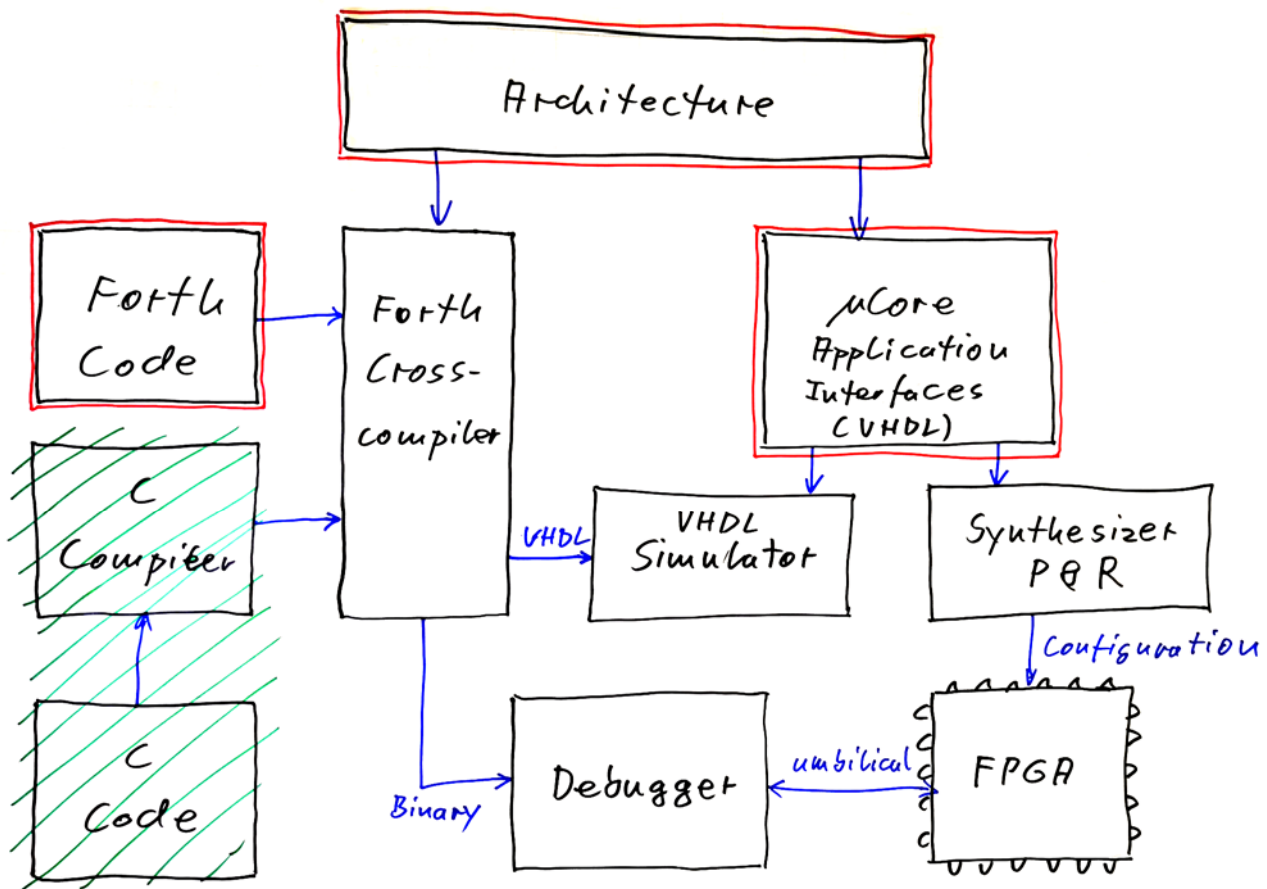 Architecture
Forth
Code
Forth
Cross-
compiler
µCore
Application
Interfaces
(VHDL)
C
Compiler
VHDL
VHDL
Simulator
Synthesizer
P&R
Configuration
C
Code
Binary
Debugger
umbilical
FPGA